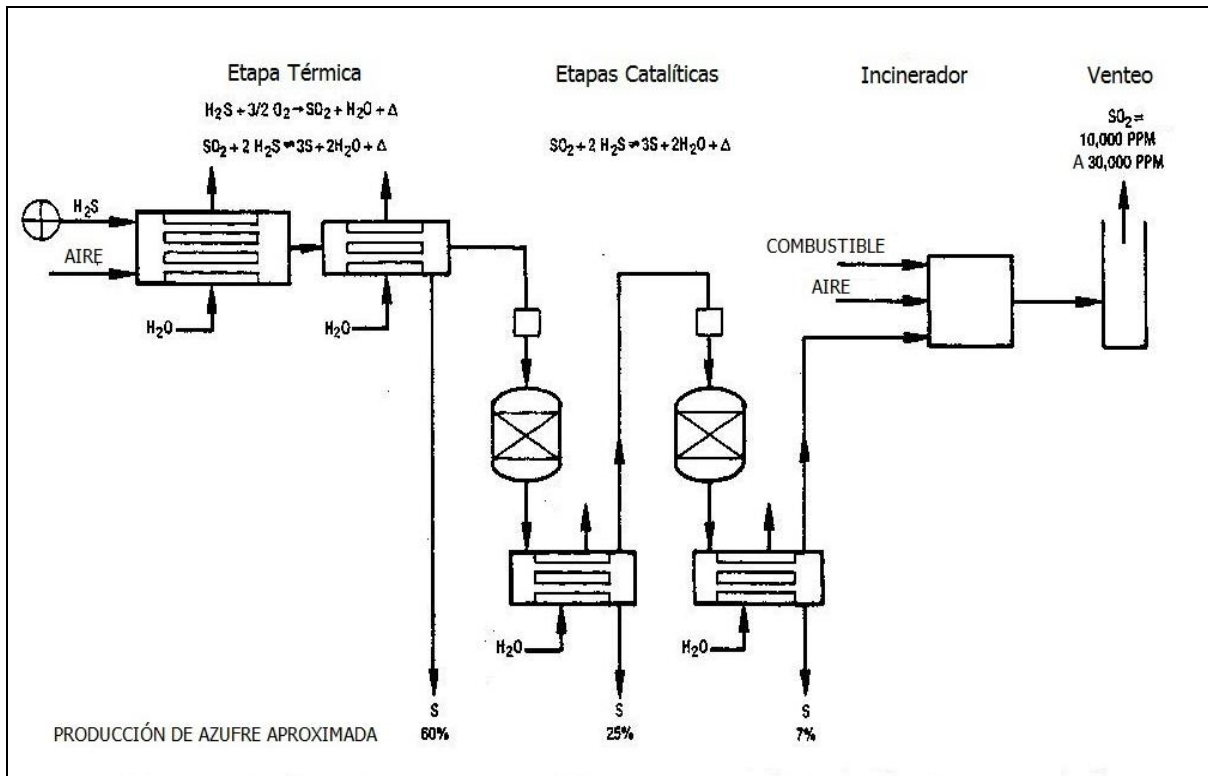 Etapa Térmica
Etapas Catalíticas
Incinerador
Venteo
H₂S + 3/2 O₂→SO₂ + H₂O + Δ
SO₂ + 2 H₂S ⇌ 3S + 2H₂O + Δ
SO₂ + 2 H₂S ⇌ 3S + 2H₂O + Δ
SO₂=
10,000 PPM
A 30,000 PPM
H₂S
AIRE
H₂O
H₂O
COMBUSTIBLE
AIRE
H₂O
H₂O
PRODUCCIÓN DE AZUFRE APROXIMADA
S
60%
S
25%
S
7%